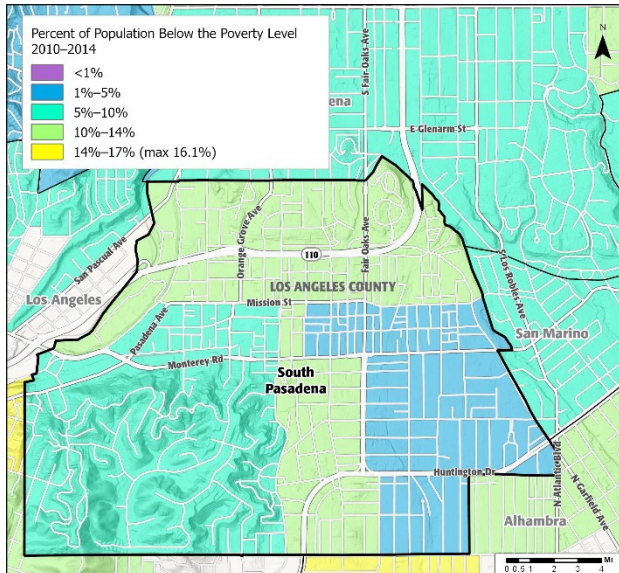 Percent of Population Below the Poverty Level
2010–2014
<1%
1%–5%
5%–10%
10%–14%
14%–17% (max 16.1%)
S Fair Oaks Ave
ena
N
E Glenarm St
San Pascual Ave
Orange Grove Ave
Fair Oaks Ave
110
S Los Robles Ave
Los Angeles
LOS ANGELES COUNTY
Mission St
San Marino
Pasadena Ave
Monterey Rd
South
Pasadena
Huntington Dr
N Atlantic Blvd
N Garfield Ave
Alhambra
Mi
0 0.5 1 2 3 4